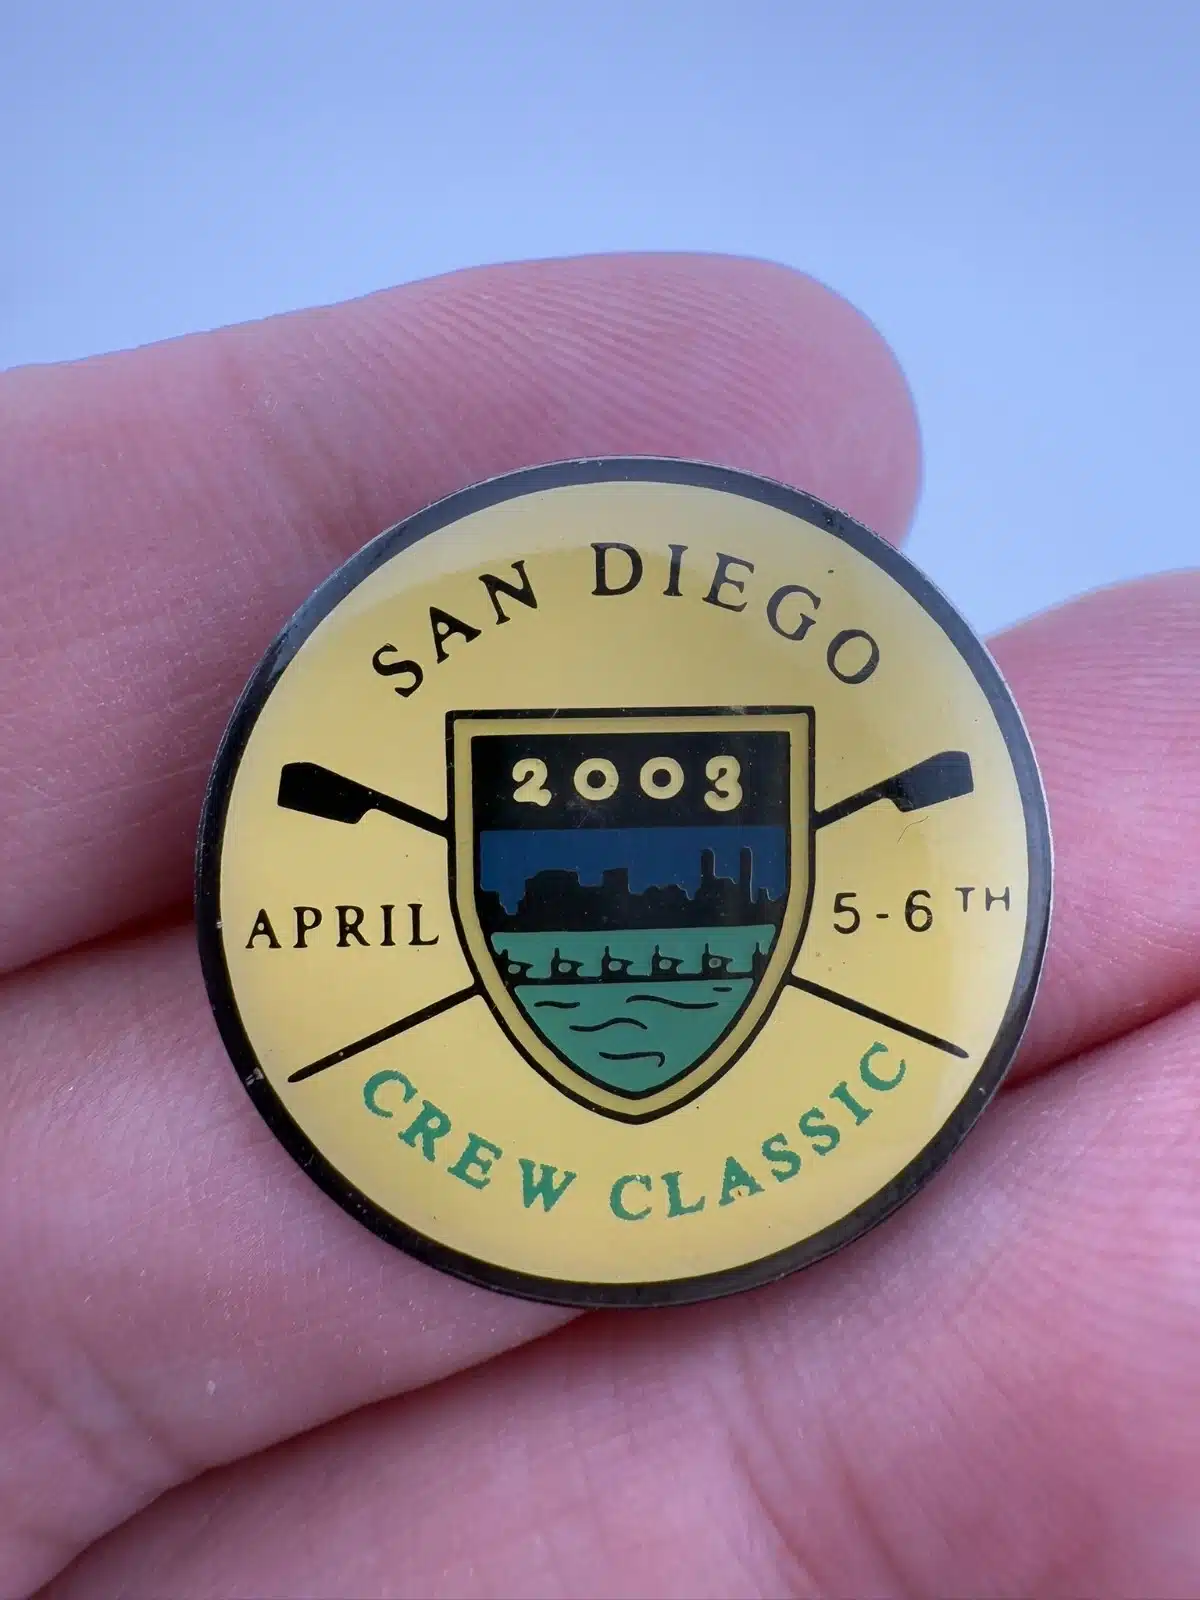 SAN DIEGO
2003
APRIL 5-6TH
CREW CLASSIC